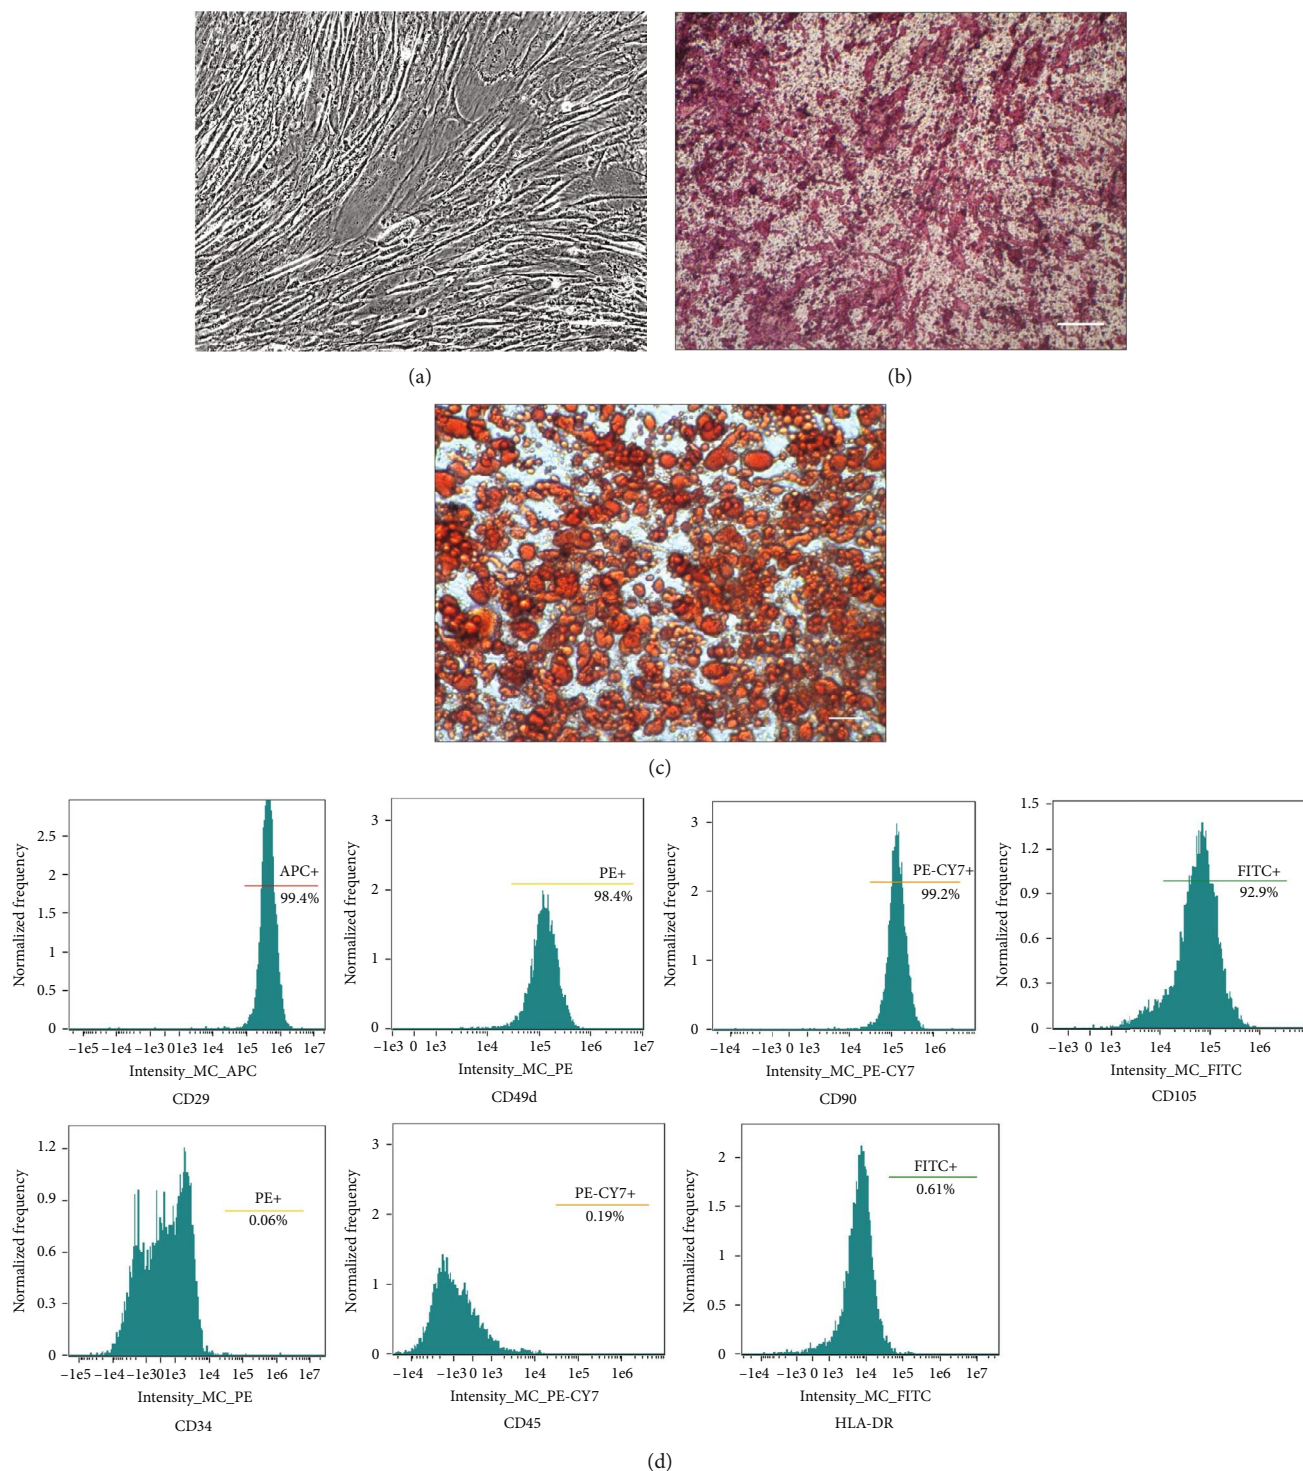 (a)
(b)
(c)
Normalized frequency
2.5
2
1.5
1
0.5
0
APC+
99.4%
−1e5 −1e4 −1e3 0 1e3 1e4 1e5 1e6 1e7
Intensity_MC_APC
CD29
Normalized frequency
3
2
1
0
PE+
98.4%
−1e3 0 1e3 1e4 1e5 1e6 1e7
Intensity_MC_PE
CD49d
Normalized frequency
3
2
1
0
PE-CY7+
99.2%
−1e4 −1e3 0 1e3 1e4 1e5 1e6
Intensity_MC_PE-CY7
CD90
Normalized frequency
1.5
1.2
0.9
0.6
0.3
0
FITC+
92.9%
−1e3 0 1e3 1e4 1e5 1e6
Intensity_MC_FITC
CD105
Normalized frequency
1.2
0.9
0.6
0.3
0
PE+
0.06%
−1e5 −1e4 −1e3 0 1e3 1e4 1e5 1e6 1e7
Intensity_MC_PE
CD34
Normalized frequency
3
2
1
0
PE-CY7+
0.19%
−1e4 −1e3 0 1e3 1e4 1e5 1e6
Intensity_MC_PE-CY7
CD45
Normalized frequency
2
1.5
1
0.5
0
FITC+
0.61%
−1e4 −1e3 0 1e3 1e4 1e5 1e6 1e7
Intensity_MC_FITC
HLA-DR
(d)